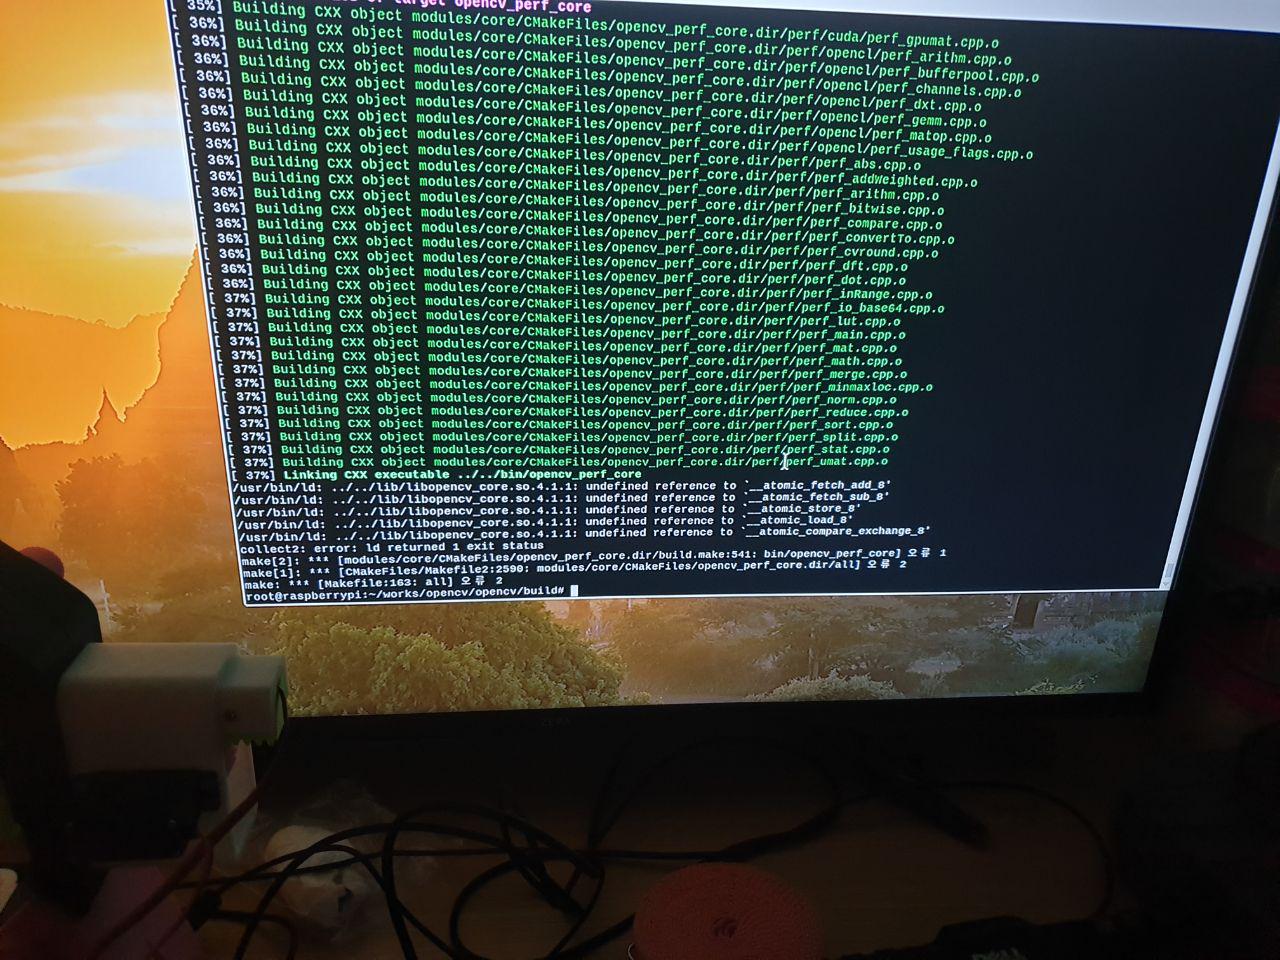 target opencv_perf_core
[ 35%] Building CXX object modules/core/CMakeFiles/opencv_perf_core.dir/perf/cuda/perf_gpumat.cpp.o
[ 36%] Building CXX object modules/core/CMakeFiles/opencv_perf_core.dir/perf/opencl/perf_arithm.cpp.o
[ 36%] Building CXX object modules/core/CMakeFiles/opencv_perf_core.dir/perf/opencl/perf_bufferpool.cpp.o
[ 36%] Building CXX object modules/core/CMakeFiles/opencv_perf_core.dir/perf/opencl/perf_channels.cpp.o
[ 36%] Building CXX object modules/core/CMakeFiles/opencv_perf_core.dir/perf/opencl/perf_dxt.cpp.o
[ 36%] Building CXX object modules/core/CMakeFiles/opencv_perf_core.dir/perf/opencl/perf_gemm.cpp.o
[ 36%] Building CXX object modules/core/CMakeFiles/opencv_perf_core.dir/perf/opencl/perf_matop.cpp.o
[ 36%] Building CXX object modules/core/CMakeFiles/opencv_perf_core.dir/perf/opencl/perf_usage_flags.cpp.o
[ 36%] Building CXX object modules/core/CMakeFiles/opencv_perf_core.dir/perf/perf_abs.cpp.o
[ 36%] Building CXX object modules/core/CMakeFiles/opencv_perf_core.dir/perf/perf_addWeighted.cpp.o
[ 36%] Building CXX object modules/core/CMakeFiles/opencv_perf_core.dir/perf/perf_arithm.cpp.o
[ 36%] Building CXX object modules/core/CMakeFiles/opencv_perf_core.dir/perf/perf_bitwise.cpp.o
[ 36%] Building CXX object modules/core/CMakeFiles/opencv_perf_core.dir/perf/perf_compare.cpp.o
[ 36%] Building CXX object modules/core/CMakeFiles/opencv_perf_core.dir/perf/perf_convertTo.cpp.o
[ 36%] Building CXX object modules/core/CMakeFiles/opencv_perf_core.dir/perf/perf_cvround.cpp.o
[ 36%] Building CXX object modules/core/CMakeFiles/opencv_perf_core.dir/perf/perf_dft.cpp.o
[ 36%] Building CXX object modules/core/CMakeFiles/opencv_perf_core.dir/perf/perf_dot.cpp.o
[ 36%] Building CXX object modules/core/CMakeFiles/opencv_perf_core.dir/perf/perf_inRange.cpp.o
[ 37%] Building CXX object modules/core/CMakeFiles/opencv_perf_core.dir/perf/perf_io_base64.cpp.o
[ 37%] Building CXX object modules/core/CMakeFiles/opencv_perf_core.dir/perf/perf_lut.cpp.o
[ 37%] Building CXX object modules/core/CMakeFiles/opencv_perf_core.dir/perf/perf_main.cpp.o
[ 37%] Building CXX object modules/core/CMakeFiles/opencv_perf_core.dir/perf/perf_mat.cpp.o
[ 37%] Building CXX object modules/core/CMakeFiles/opencv_perf_core.dir/perf/perf_math.cpp.o
[ 37%] Building CXX object modules/core/CMakeFiles/opencv_perf_core.dir/perf/perf_merge.cpp.o
[ 37%] Building CXX object modules/core/CMakeFiles/opencv_perf_core.dir/perf/perf_minmaxloc.cpp.o
[ 37%] Building CXX object modules/core/CMakeFiles/opencv_perf_core.dir/perf/perf_norm.cpp.o
[ 37%] Building CXX object modules/core/CMakeFiles/opencv_perf_core.dir/perf/perf_reduce.cpp.o
[ 37%] Building CXX object modules/core/CMakeFiles/opencv_perf_core.dir/perf/perf_sort.cpp.o
[ 37%] Building CXX object modules/core/CMakeFiles/opencv_perf_core.dir/perf/perf_split.cpp.o
[ 37%] Building CXX object modules/core/CMakeFiles/opencv_perf_core.dir/perf/perf_stat.cpp.o
[ 37%] Building CXX object modules/core/CMakeFiles/opencv_perf_core.dir/perf/perf_umat.cpp.o
[ 37%] Linking CXX executable ../../bin/opencv_perf_core
/usr/bin/ld: ../../lib/libopencv_core.so.4.1.1: undefined reference to `__atomic_fetch_add_8'
/usr/bin/ld: ../../lib/libopencv_core.so.4.1.1: undefined reference to `__atomic_fetch_sub_8'
/usr/bin/ld: ../../lib/libopencv_core.so.4.1.1: undefined reference to `__atomic_store_8'
/usr/bin/ld: ../../lib/libopencv_core.so.4.1.1: undefined reference to `__atomic_load_8'
/usr/bin/ld: ../../lib/libopencv_core.so.4.1.1: undefined reference to `__atomic_compare_exchange_8'
collect2: error: ld returned 1 exit status
make[2]: *** [modules/core/CMakeFiles/opencv_perf_core.dir/build.make:541: bin/opencv_perf_core] 오류 1
make[1]: *** [CMakeFiles/Makefile2:2590: modules/core/CMakeFiles/opencv_perf_core.dir/all] 오류 2
make: *** [Makefile:163: all] 오류 2
root@raspberrypi:~/works/opencv/opencv/build#